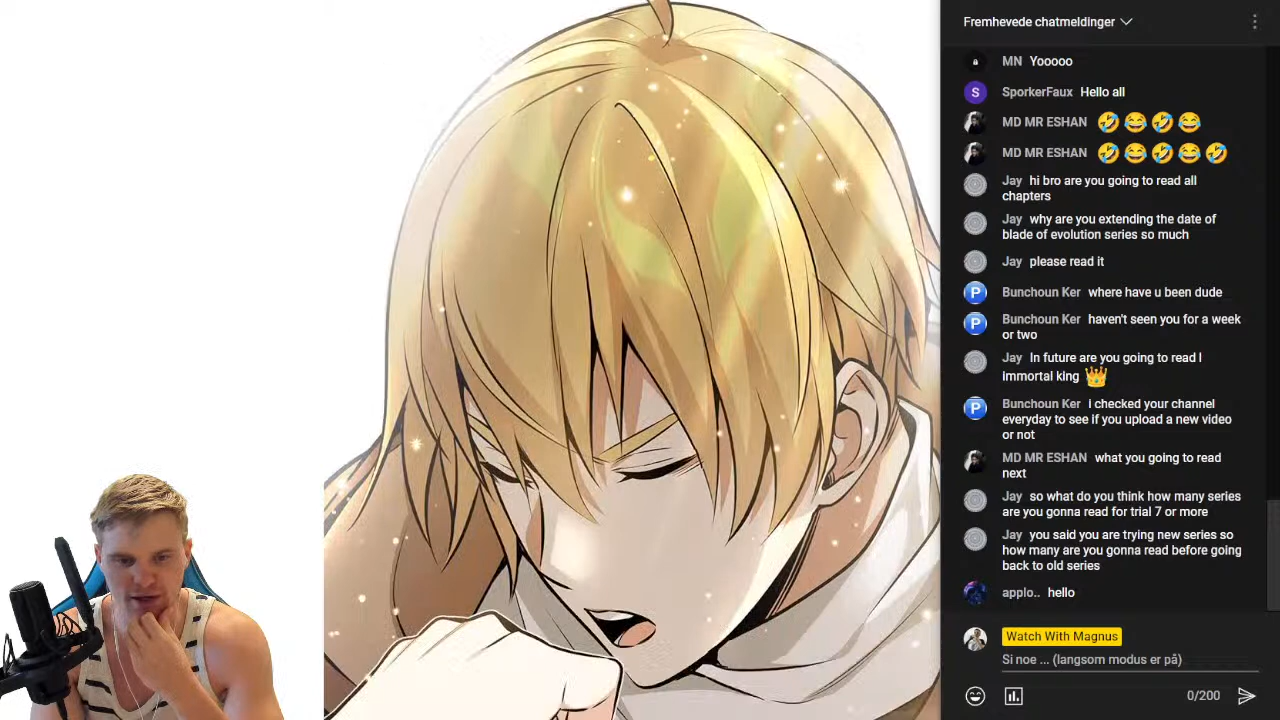 Fremhevede chatmeldinger
MN Yooooo
S SporkerFaux Hello all
MD MR ESHAN 🤣😂🤣😂
MD MR ESHAN 🤣😂🤣😂🤣
Jay hi bro are you going to read all
chapters
Jay why are you extending the date of
blade of evolution series so much
Jay please read it
P Bunchoun Ker where have u been dude
P Bunchoun Ker haven't seen you for a week
or two
Jay In future are you going to read I
immortal king 👑
P Bunchoun Ker i checked your channel
everyday to see if you upload a new video
or not
MD MR ESHAN what you going to read
next
Jay so what do you think how many series
are you gonna read for trial 7 or more
Jay you said you are trying new series so
how many are you gonna read before going
back to old series
applo.. hello
Watch With Magnus
Si noe ... (langsom modus er på)
0/200